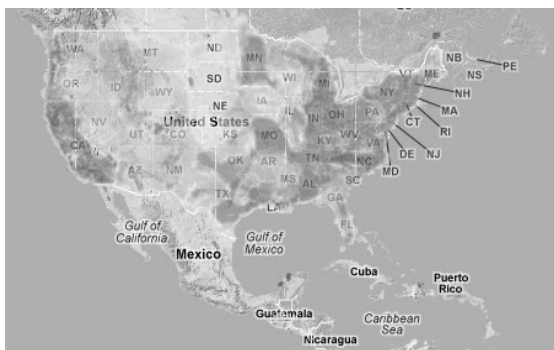 WA
MT
ND
MN
VT
ME
NB
PE
OR
ID
SD
WI
MI
NY
NS
NH
WY
NE
IA
PA
MA
NV
UT
CO
United States
KS
MO
IL
IN
OH
WV
VA
CT
RI
NJ
CA
AZ
NM
OK
AR
TN
KY
NC
DE
MD
TX
LA
MS
AL
GA
SC
FL
Gulf of
California
Mexico
Gulf of
Mexico
Cuba
Puerto
Rico
Guatemala
Caribbean
Sea
Nicaragua